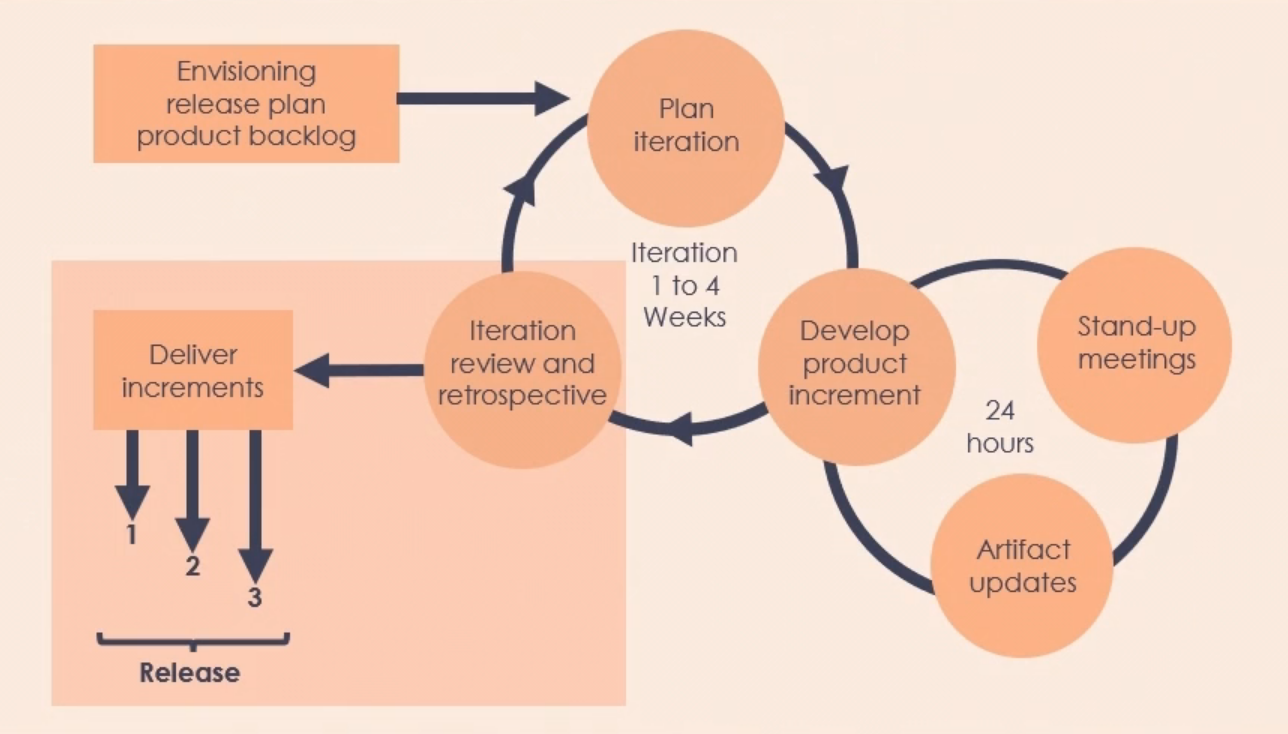 Envisioning
release plan
product backlog
Plan
iteration
Iteration
1 to 4
Weeks
Develop
product
increment
Stand-up
meetings
24
hours
Artifact
updates
Iteration
review and
retrospective
Deliver
increments
1
2
3
Release